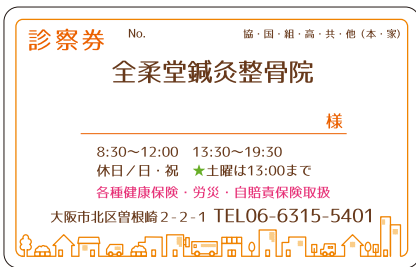 診察券 No. 協・国・組・高・共・他（本・家）
全柔堂鍼灸整骨院
様
8:30〜12:00 13:30〜19:30
休日／日・祝 ★土曜は13:00まで
各種健康保険・労災・自賠責保険取扱
大阪市北区曽根崎２-２-１ TEL06-6315-5401